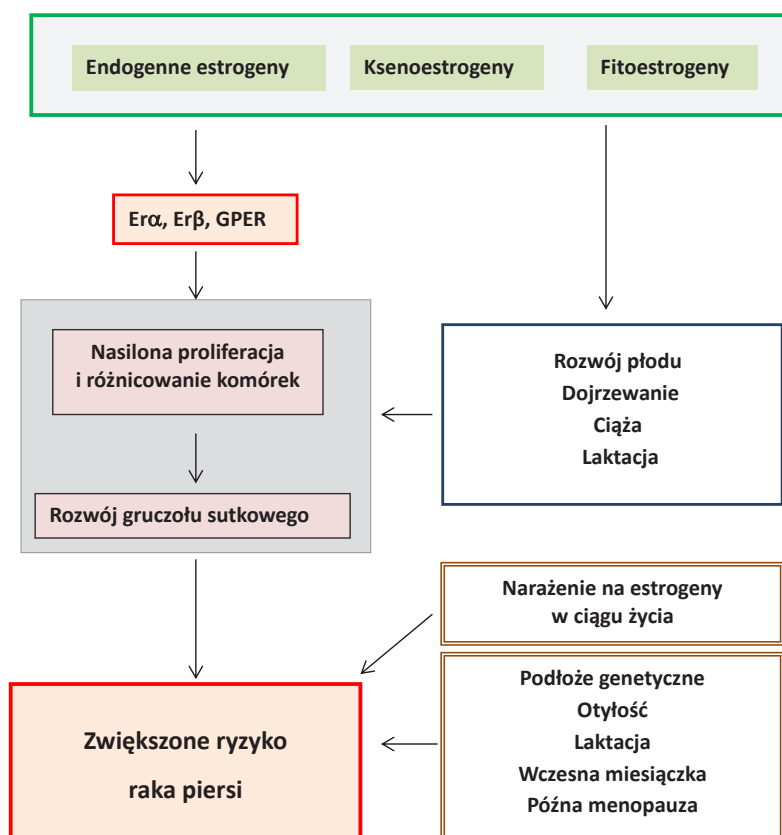 Endogenne estrogeny
Ksenoestrogeny
Fitoestrogeny
Erα, Erβ, GPER
Nasilona proliferacja
i różnicowanie komórek
Rozwój gruczołu sutkowego
Rozwój płodu
Dojrzewanie
Ciąża
Laktacja
Narażenie na estrogeny
w ciągu życia
Podłoże genetyczne
Otyłość
Laktacja
Wczesna miesiączka
Późna menopauza
Zwiększone ryzyko
raka piersi